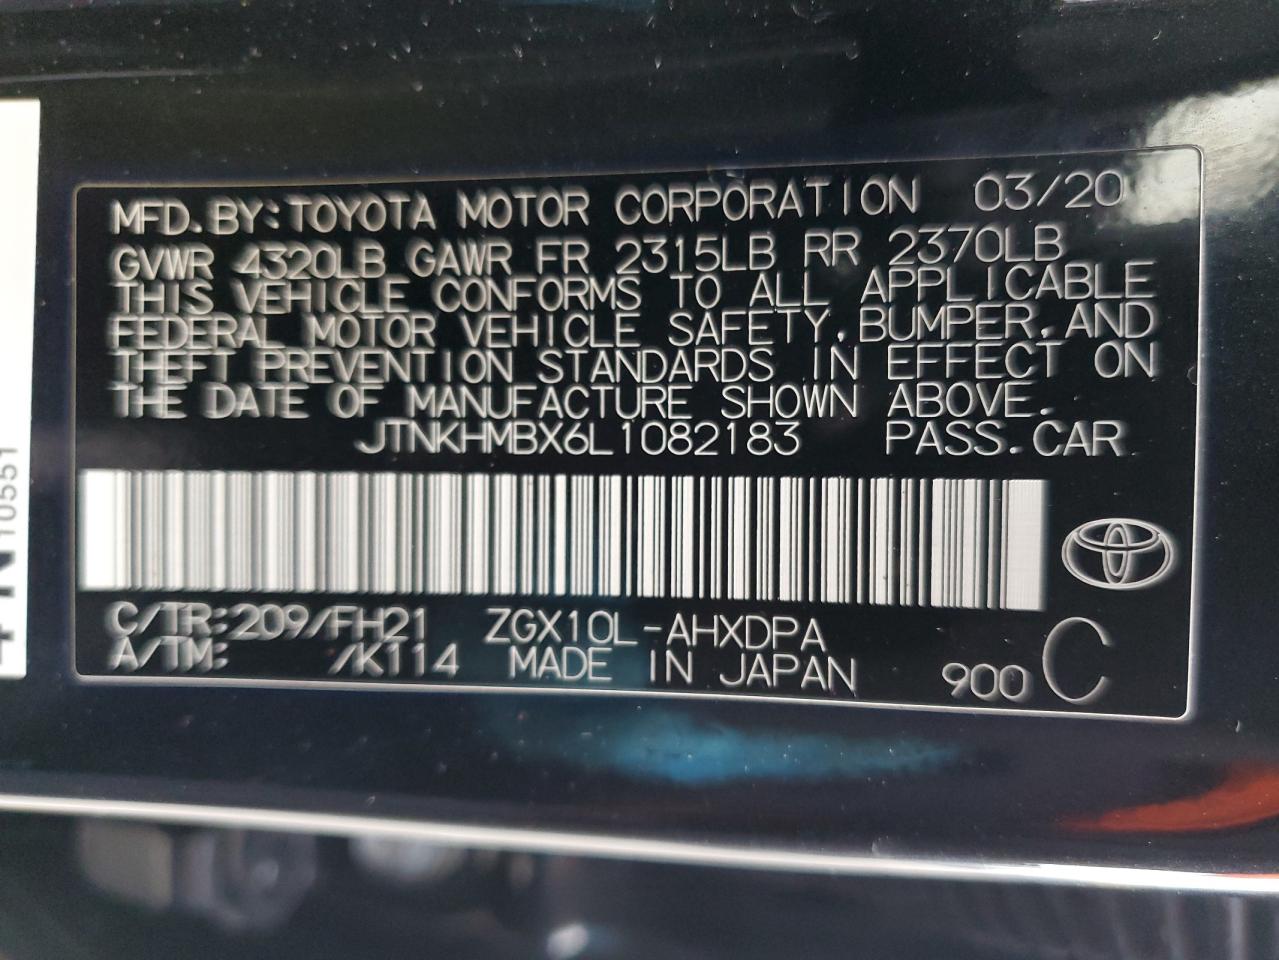 MFD. BY: TOYOTA MOTOR CORPORATION 03/20
GVWR 4320LB GAWR FR 2315LB RR 2370LB
THIS VEHICLE CONFORMS TO ALL APPLICABLE
FEDERAL MOTOR VEHICLE SAFETY, BUMPER, AND
THEFT PREVENTION STANDARDS IN EFFECT ON
THE DATE OF MANUFACTURE SHOWN ABOVE.
JTNKHMBX6L1082183 PASS. CAR
C/TR: 209/FH21 ZGX10L-AHXDPA
A/TM: /K114 MADE IN JAPAN 900 C
10551